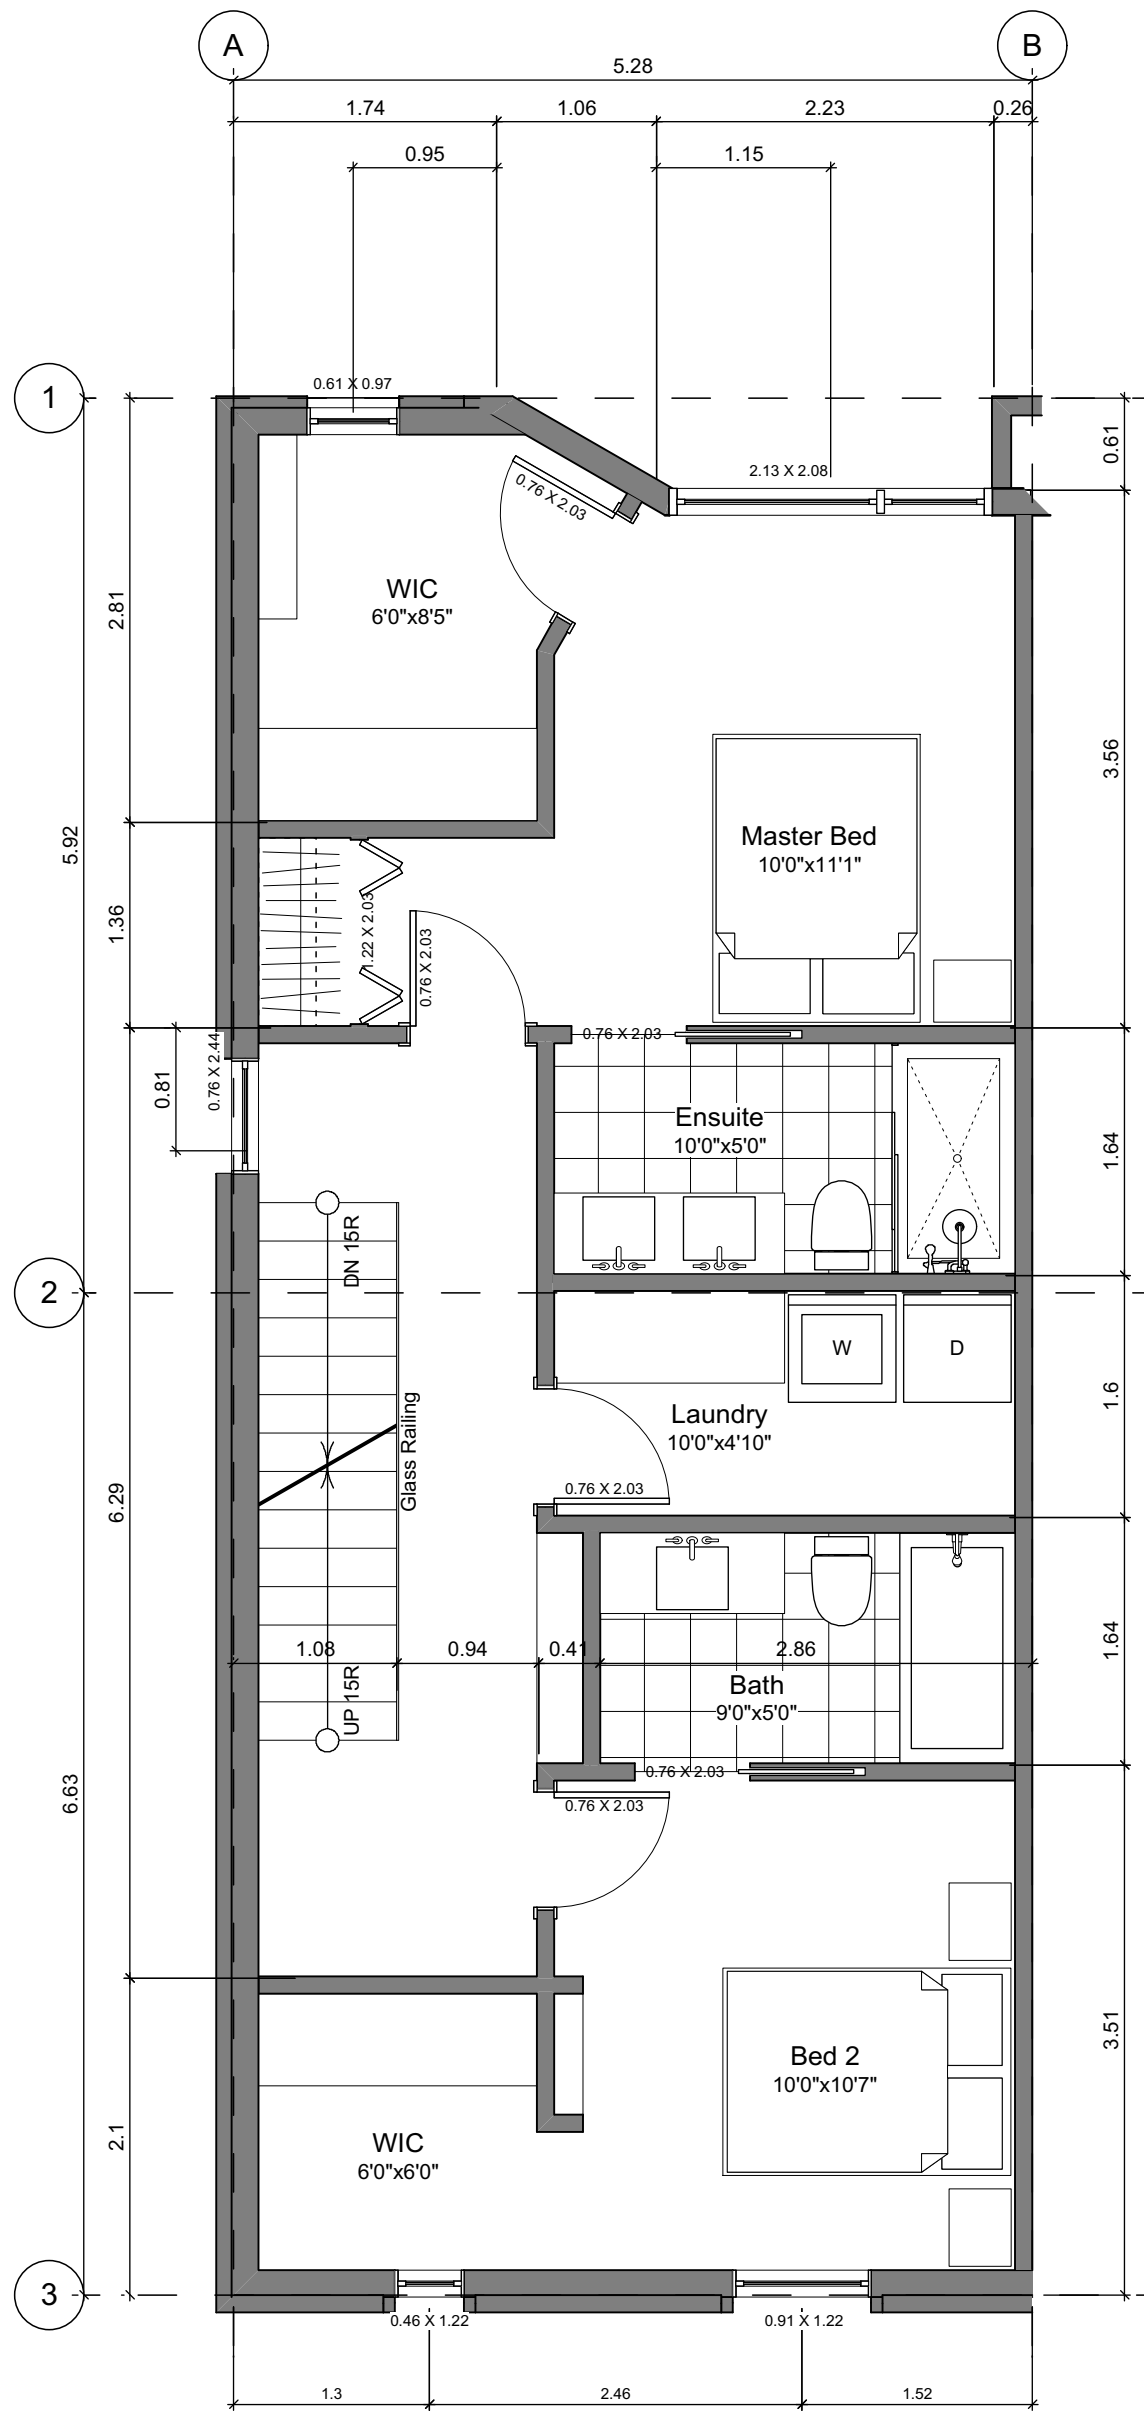 A
B
5.28
1.74
1.06
2.23
0.26
0.95
1.15
1
0.61 X 0.97
0.61
2.13 X 2.08
0.76 X 2.03
WIC
6'0"x8'5"
2.81
3.56
5.92
Master Bed
10'0"x11'1"
1.36
1.22 X 2.03
0.76 X 2.03
0.76 X 2.03
0.81
0.76 X 2.44
Ensuite
10'0"x5'0"
1.64
DN 15R
2
W
D
Glass Railing
Laundry
10'0"x4'10"
1.6
6.29
0.76 X 2.03
1.08
0.94
0.41
2.86
1.64
Bath
9'0"x5'0"
UP 15R
0.76 X 2.03
0.76 X 2.03
6.63
3.51
Bed 2
10'0"x10'7"
2.1
WIC
6'0"x6'0"
3
0.46 X 1.22
0.91 X 1.22
1.3
2.46
1.52